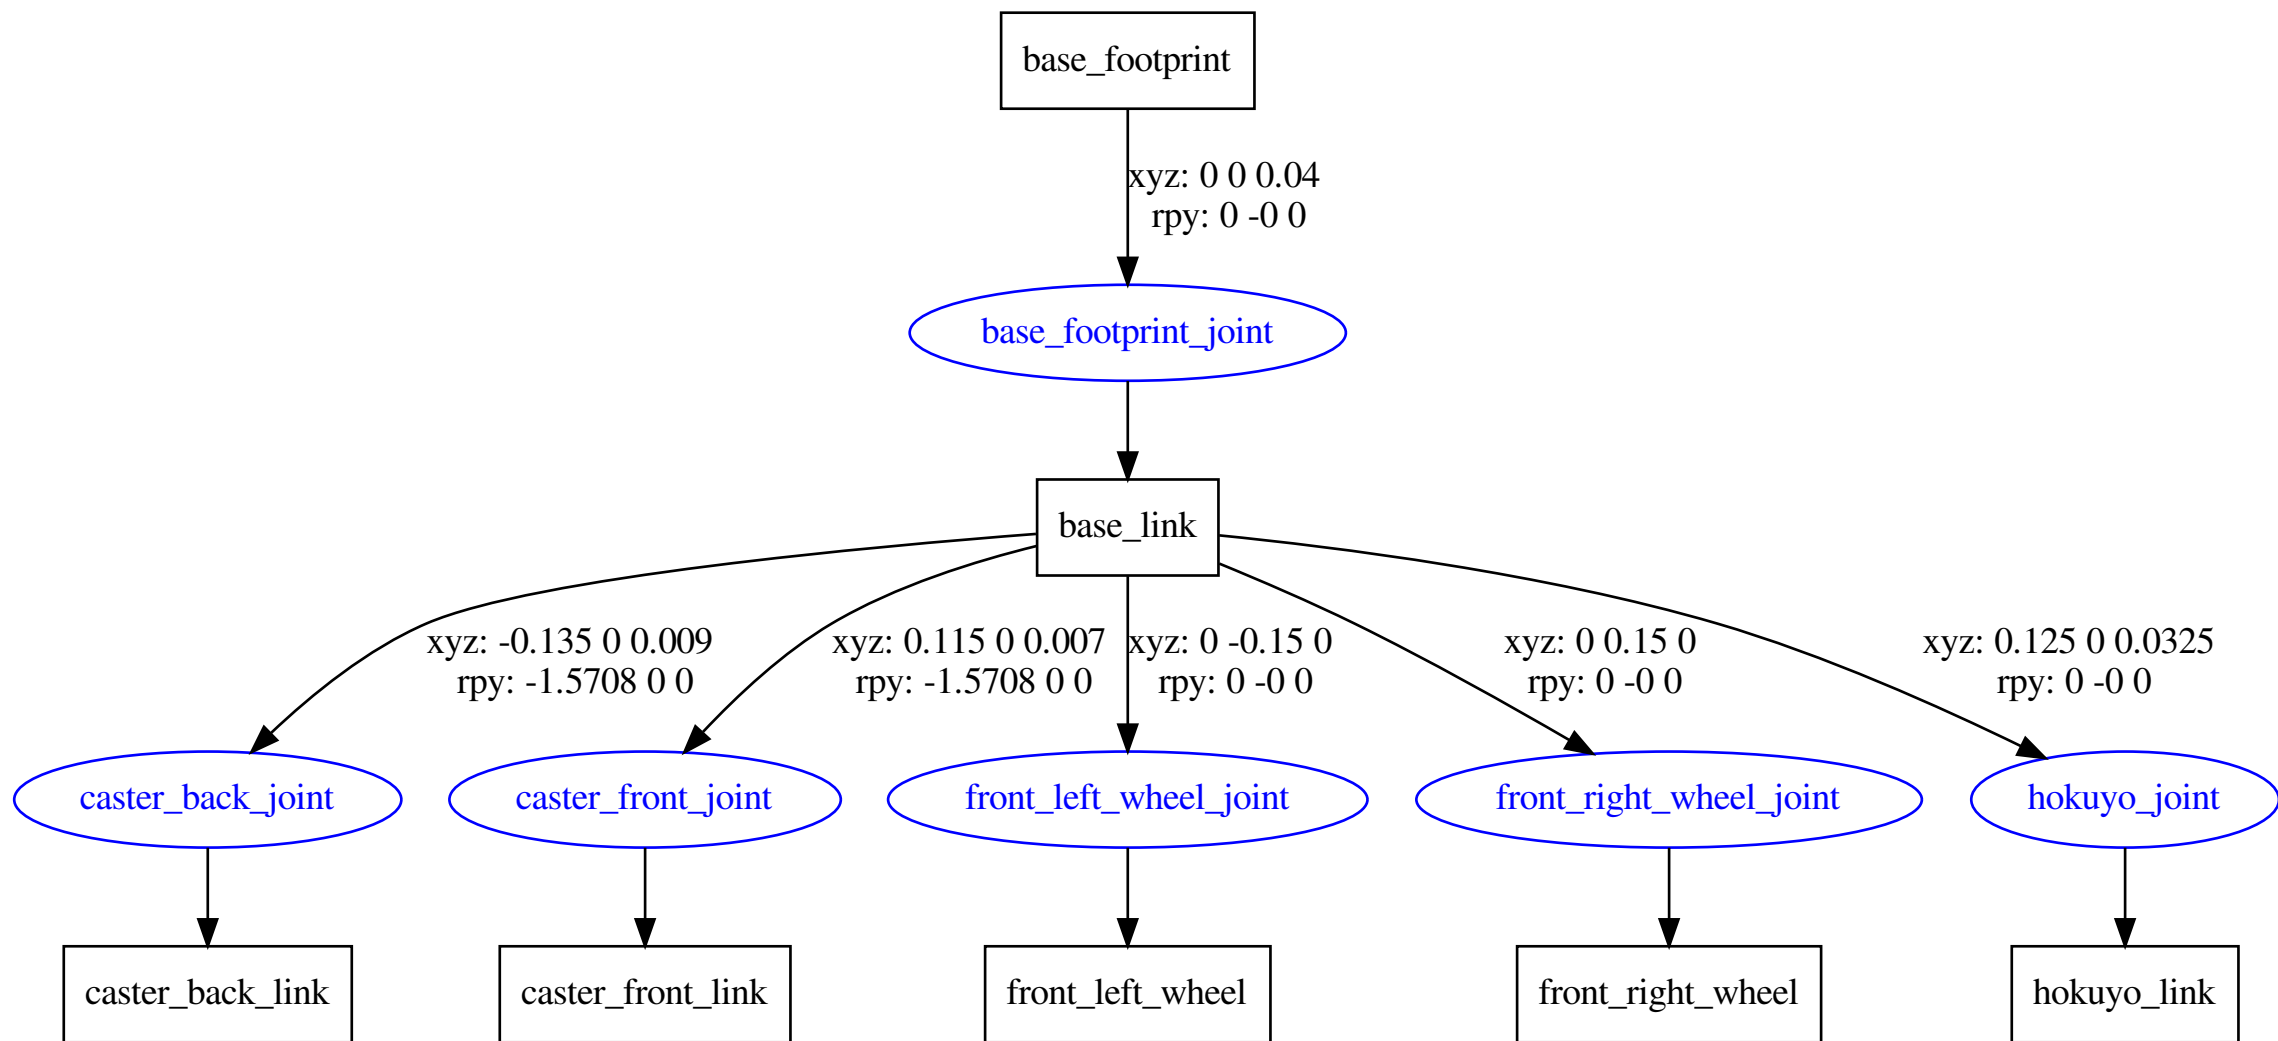 base_footprint
xyz: 0 0 0.04
rpy: 0 -0 0
base_footprint_joint
base_link
xyz: -0.135 0 0.009
rpy: -1.5708 0 0
xyz: 0.115 0 0.007
rpy: -1.5708 0 0
xyz: 0 -0.15 0
rpy: 0 -0 0
xyz: 0 0.15 0
rpy: 0 -0 0
xyz: 0.125 0 0.0325
rpy: 0 -0 0
caster_back_joint
caster_front_joint
front_left_wheel_joint
front_right_wheel_joint
hokuyo_joint
caster_back_link
caster_front_link
front_left_wheel
front_right_wheel
hokuyo_link